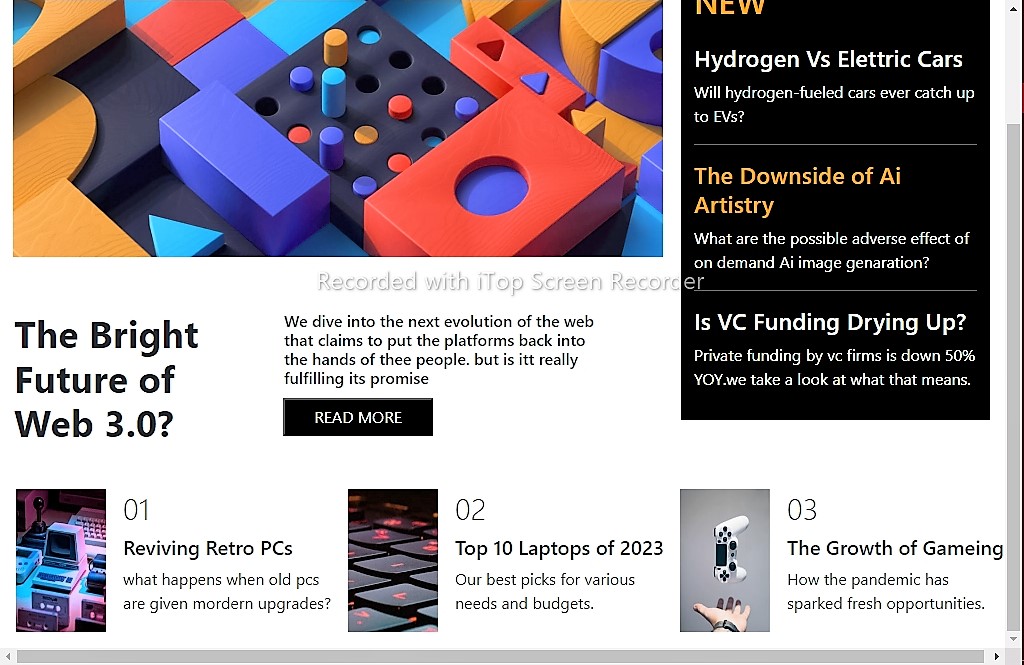 NEW
Hydrogen Vs Elettric Cars
Will hydrogen-fueled cars ever catch up
to EVs?
The Downside of Ai
Artistry
What are the possible adverse effect of
on demand Ai image genaration?
Is VC Funding Drying Up?
Private funding by vc firms is down 50%
YOY.we take a look at what that means.
Recorded with iTop Screen Recorder
The Bright
Future of
Web 3.0?
We dive into the next evolution of the web
that claims to put the platforms back into
the hands of thee people. but is itt really
fulfilling its promise
READ MORE
01
Reviving Retro PCs
what happens when old pcs
are given mordern upgrades?
02
Top 10 Laptops of 2023
Our best picks for various
needs and budgets.
03
The Growth of Gameing
How the pandemic has
sparked fresh opportunities.